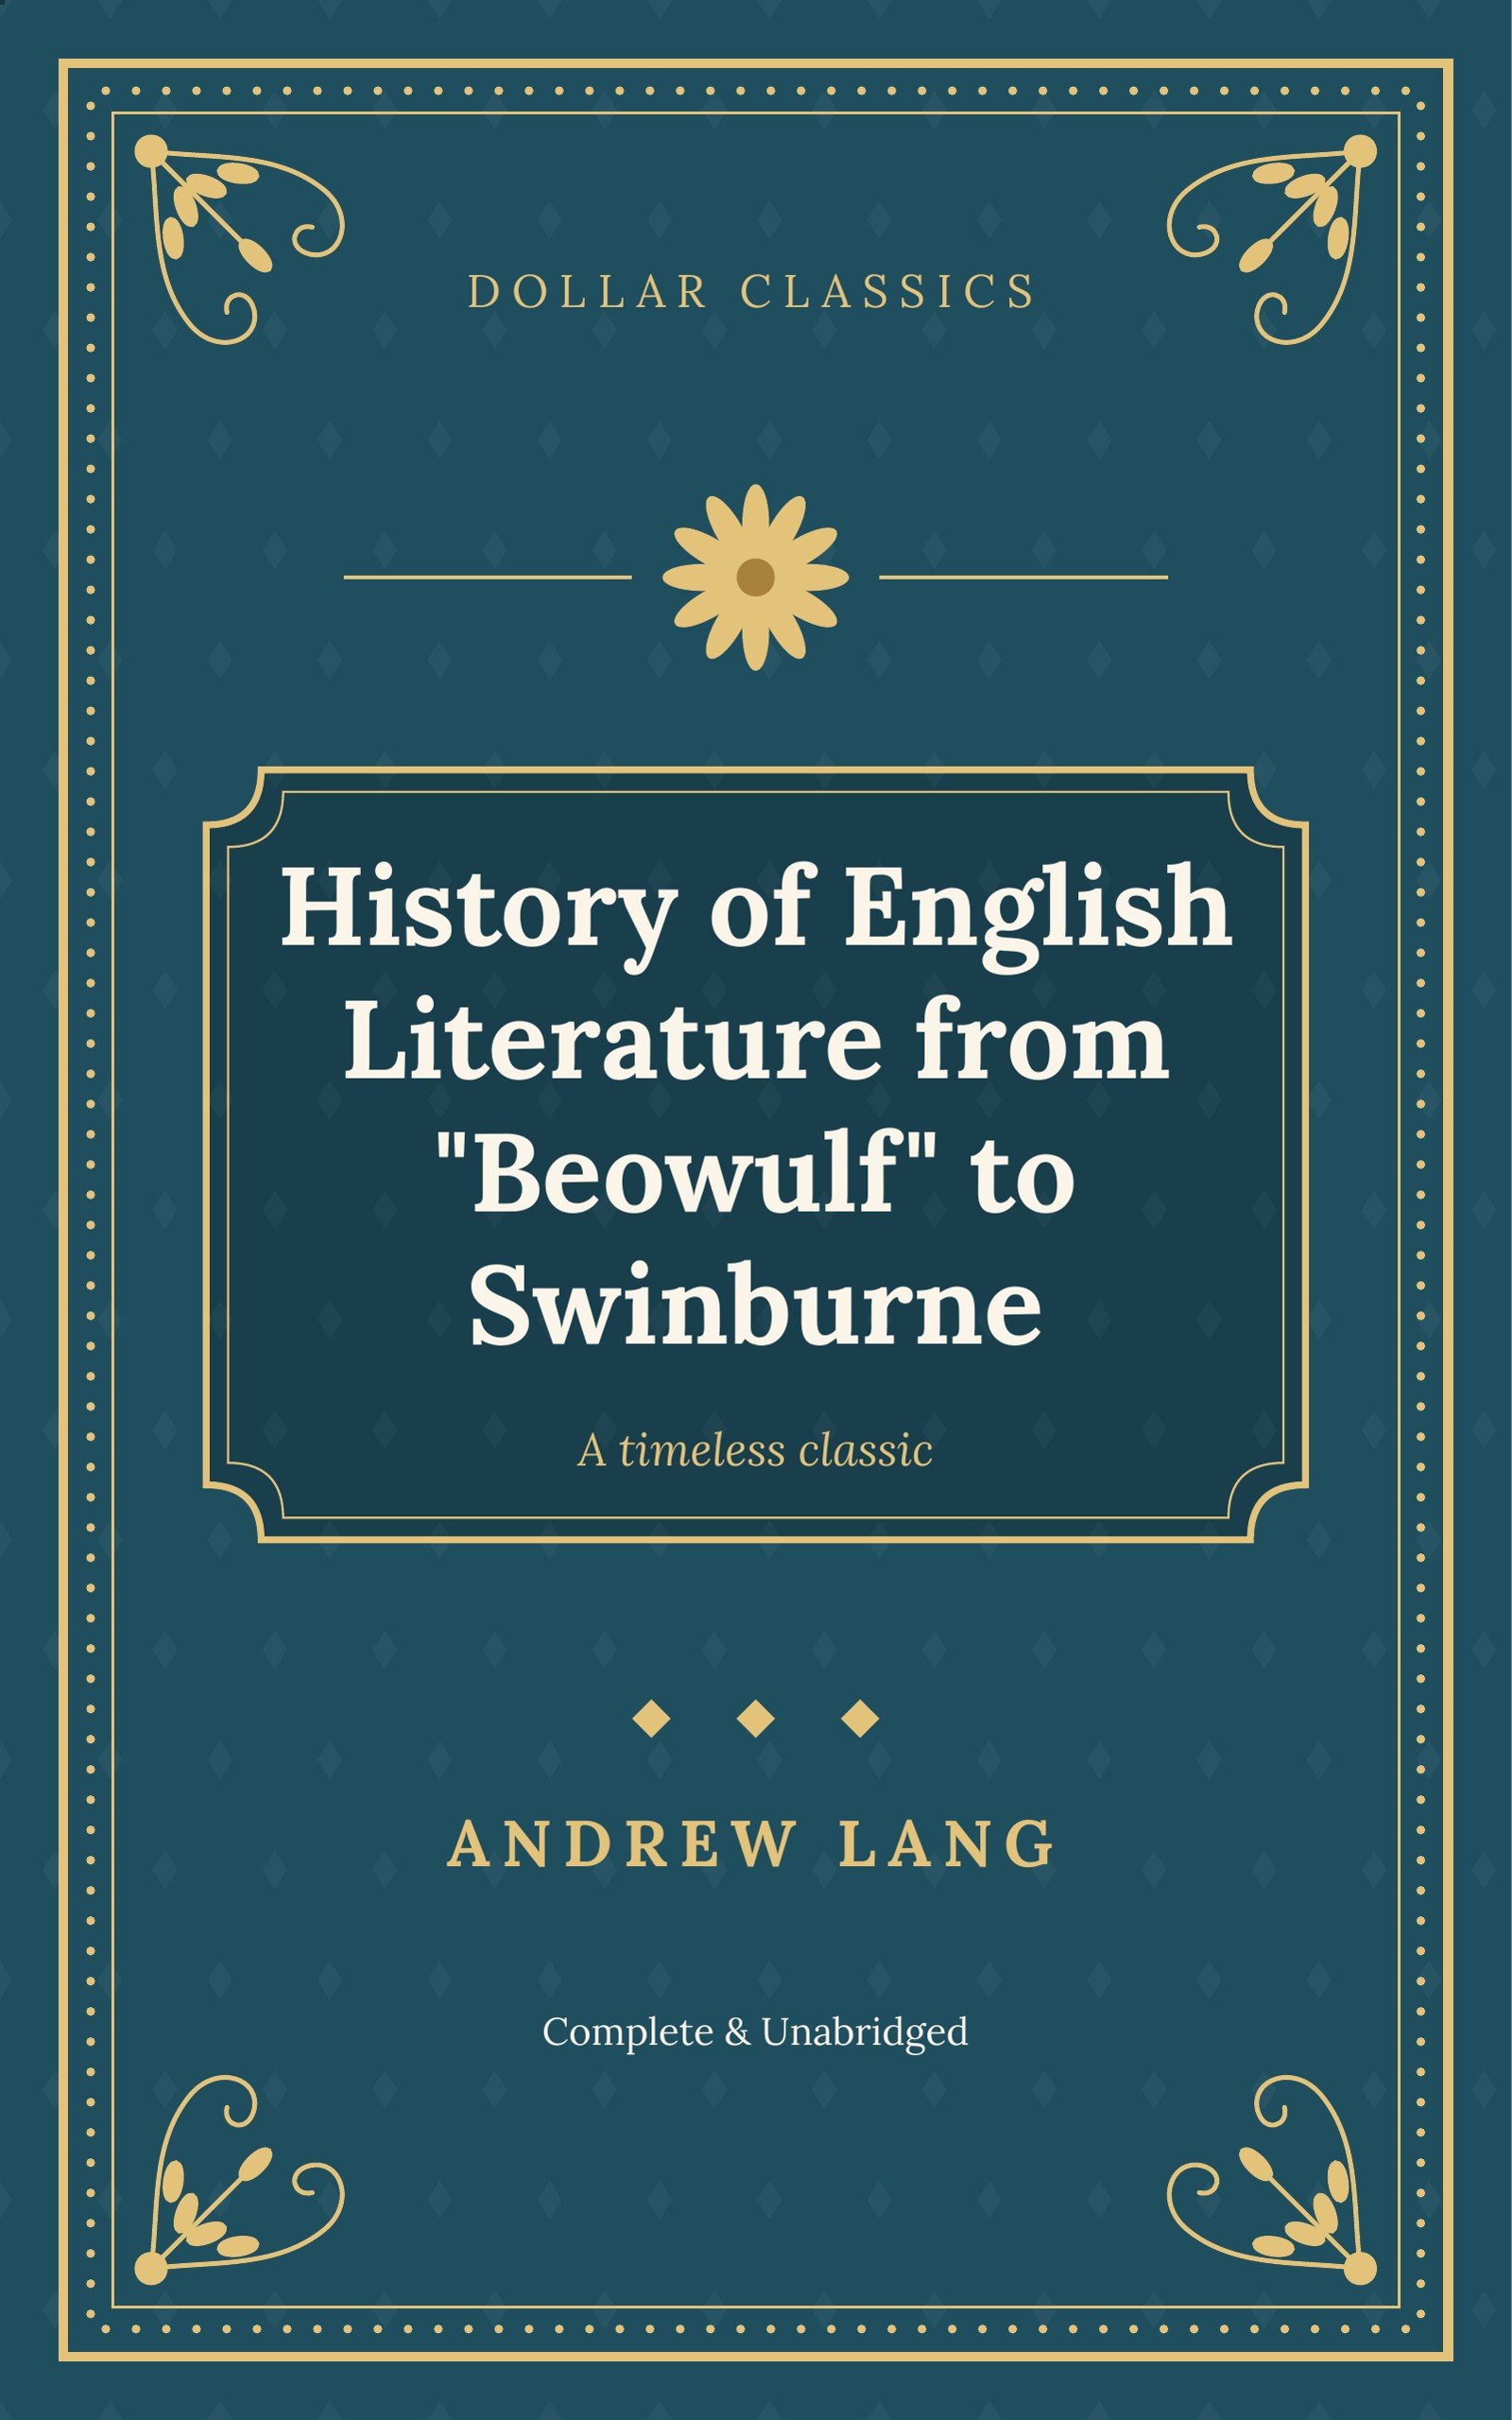 DOLLAR CLASSICS
History of English
Literature from
"Beowulf" to
Swinburne
A timeless classic
ANDREW LANG
Complete & Unabridged